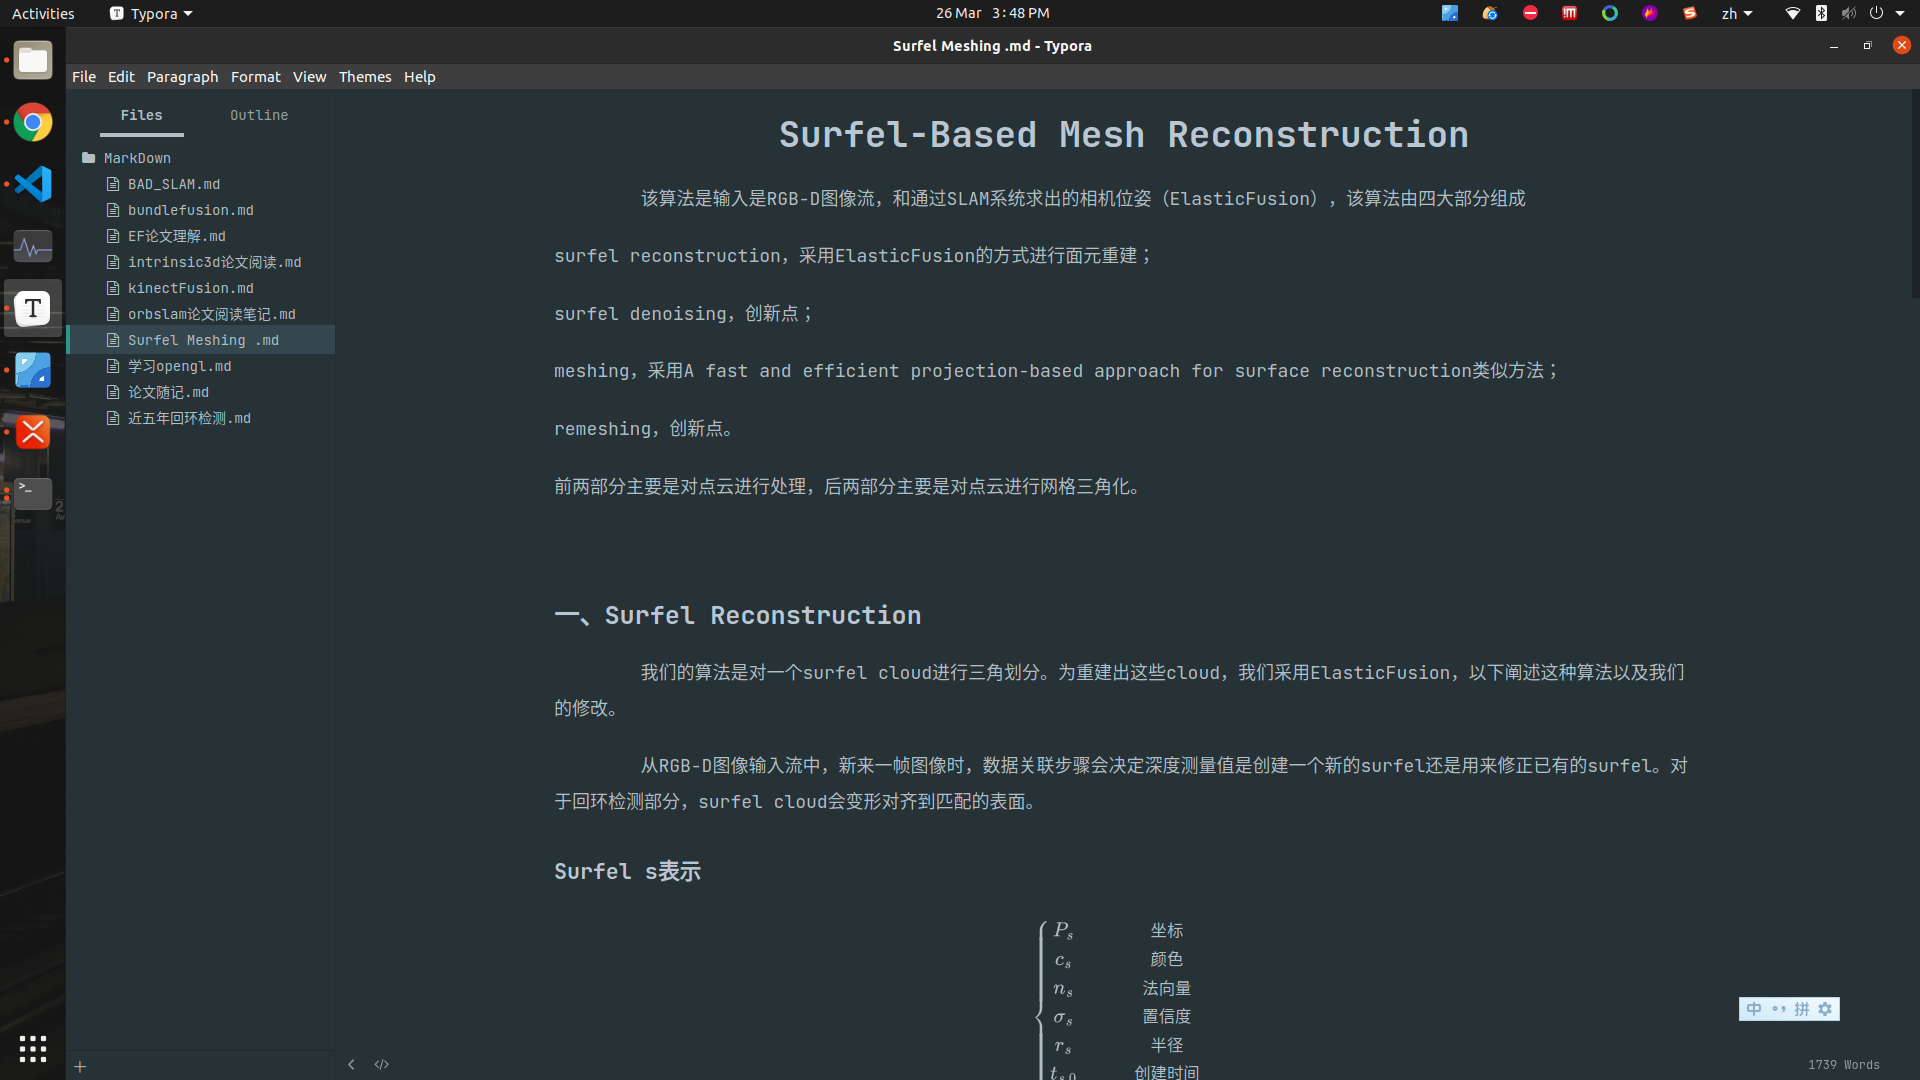 Activities
Typora
26 Mar 3:48 PM
zh
Surfel Meshing .md - Typora
File Edit Paragraph Format View Themes Help
Files Outline
MarkDown
BAD_SLAM.md
bundlefusion.md
EF论文理解.md
intrinsic3d论文阅读.md
kinectFusion.md
orbslam论文阅读笔记.md
Surfel Meshing .md
学习opengl.md
论文随记.md
近五年回环检测.md
Surfel-Based Mesh Reconstruction
该算法是输入是RGB-D图像流，和通过SLAM系统求出的相机位姿（ElasticFusion），该算法由四大部分组成
surfel reconstruction，采用ElasticFusion的方式进行面元重建；
surfel denoising，创新点；
meshing，采用A fast and efficient projection-based approach for surface reconstruction类似方法；
remeshing，创新点。
前两部分主要是对点云进行处理，后两部分主要是对点云进行网格三角化。
一、Surfel Reconstruction
我们的算法是对一个surfel cloud进行三角划分。为重建出这些cloud，我们采用ElasticFusion，以下阐述这种算法以及我们
的修改。
从RGB-D图像输入流中，新来一帧图像时，数据关联步骤会决定深度测量值是创建一个新的surfel还是用来修正已有的surfel。对
于回环检测部分，surfel cloud会变形对齐到匹配的表面。
Surfel s表示
P_s 坐标
c_s 颜色
n_s 法向量
σ_s 置信度
r_s 半径
t_{s,0} 创建时间
中 拼
1739 Words